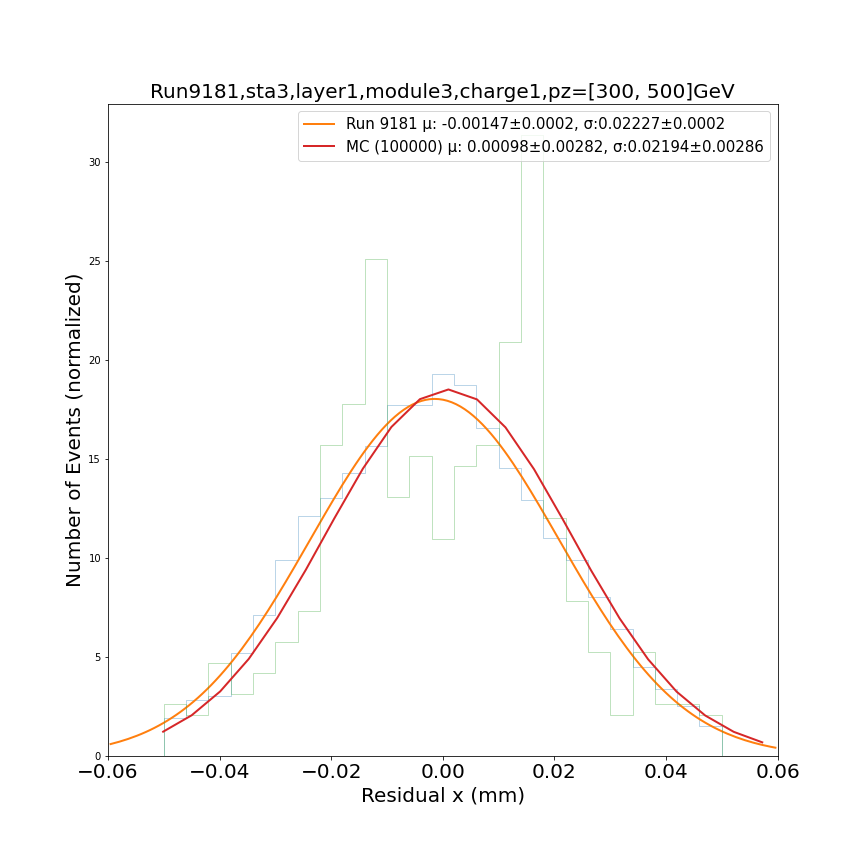 Run9181,sta3,layer1,module3,charge1,pz=[300, 500]GeV
Run 9181 μ: -0.00147±0.0002, σ:0.02227±0.0002
MC (100000) μ: 0.00098±0.00282, σ:0.02194±0.00286
30
25
20
15
10
5
0
Number of Events (normalized)
−0.06 −0.04 −0.02 0.00 0.02 0.04 0.06
Residual x (mm)